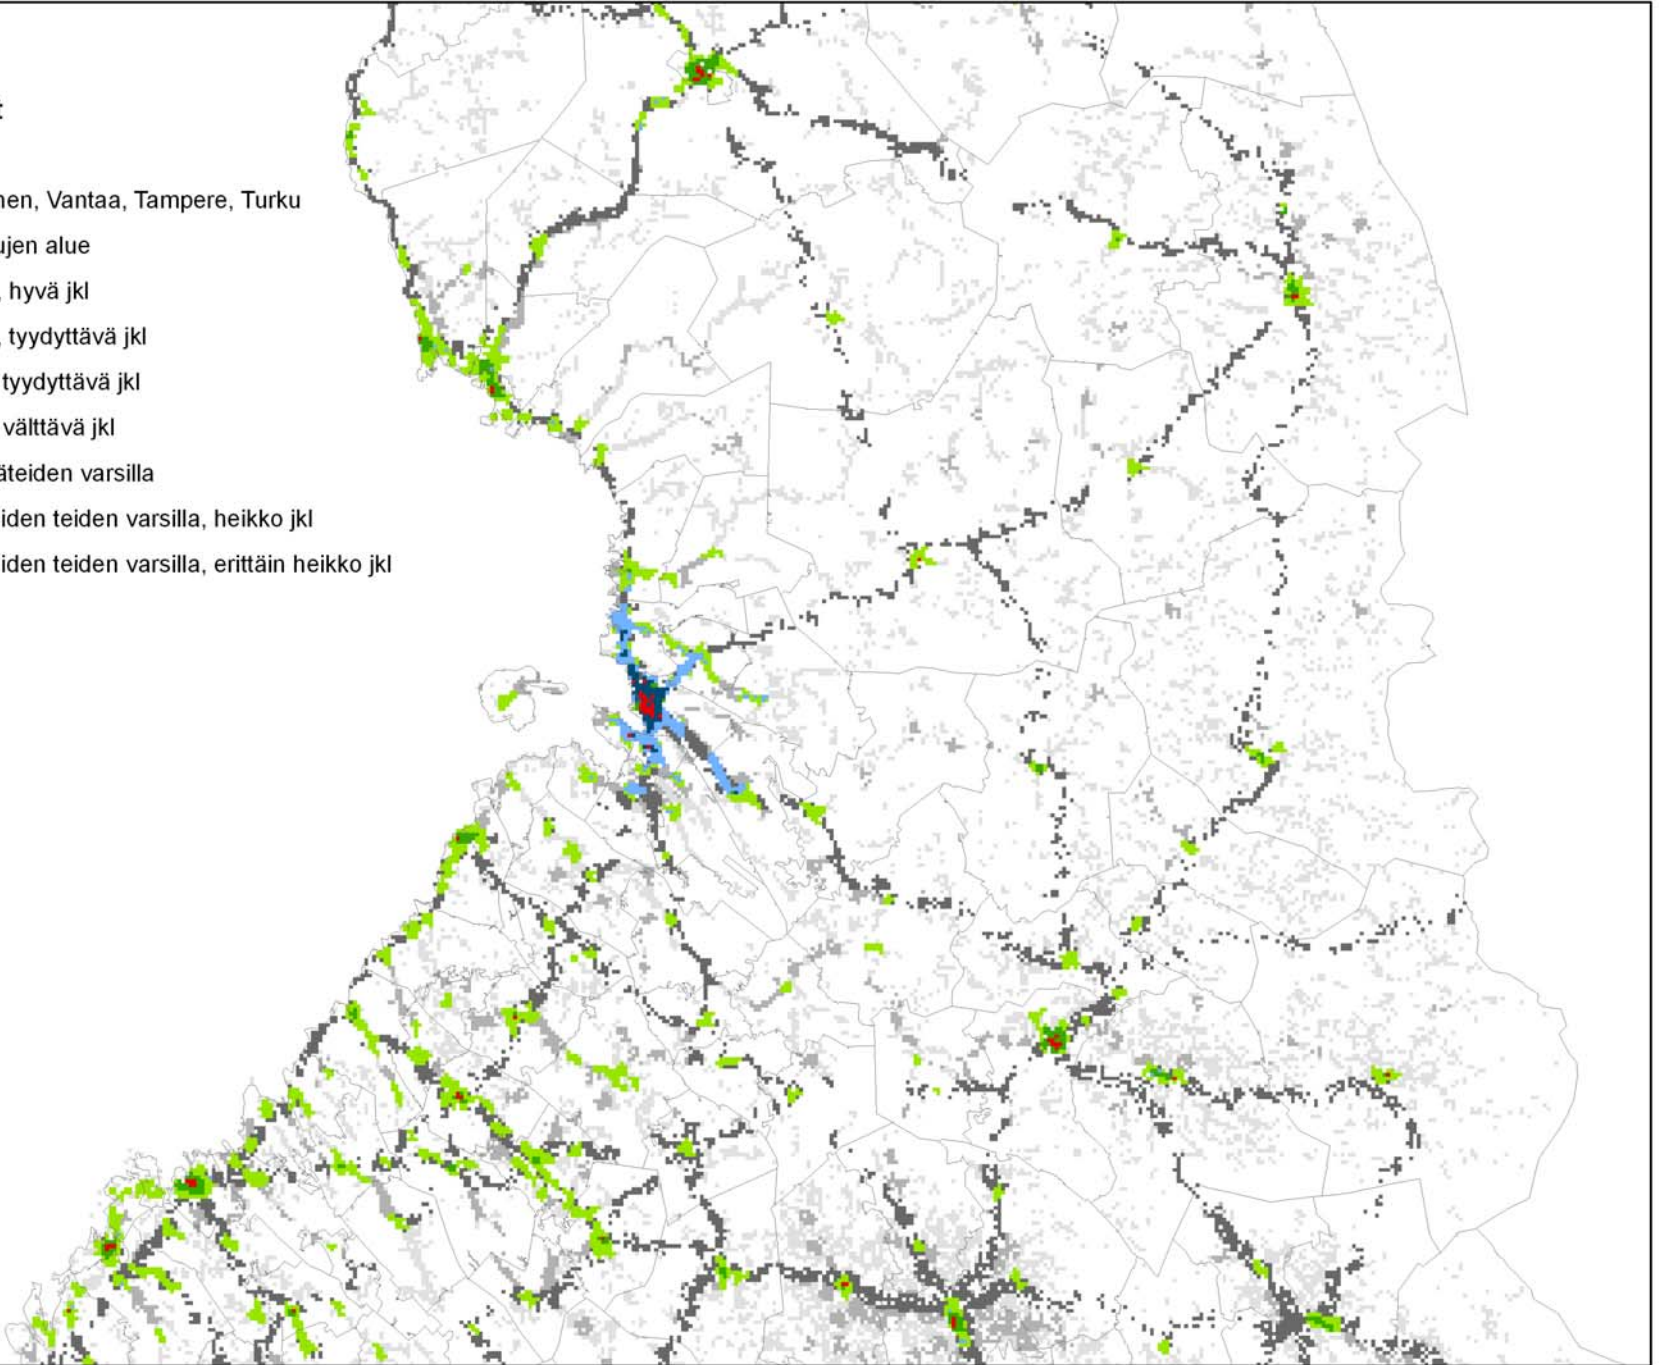 nen, Vantaa, Tampere, Turku
ujen alue
, hyvä jkl
, tyydyttävä jkl
tyydyttävä jkl
välttävä jkl
äteiden varsilla
iden teiden varsilla, heikko jkl
iden teiden varsilla, erittäin heikko jkl